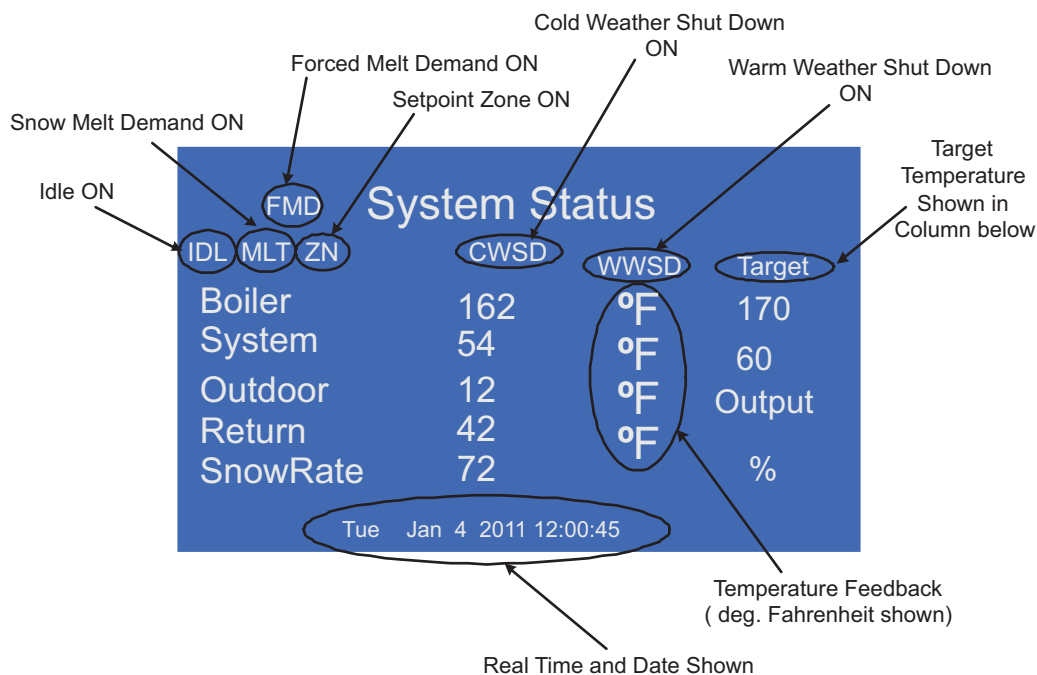 Cold Weather Shut Down
ON
Forced Melt Demand ON
Warm Weather Shut Down
ON
Setpoint Zone ON
Snow Melt Demand ON
Target
Temperature
Shown in
Column below
Idle ON
FMD
System Status
IDL MLT ZN CWSD WWSD Target
Boiler 162 ºF 170
System 54 ºF 60
Outdoor 12 ºF Output
Return 42 ºF
SnowRate 72 %
Tue Jan 4 2011 12:00:45
Temperature Feedback
( deg. Fahrenheit shown)
Real Time and Date Shown